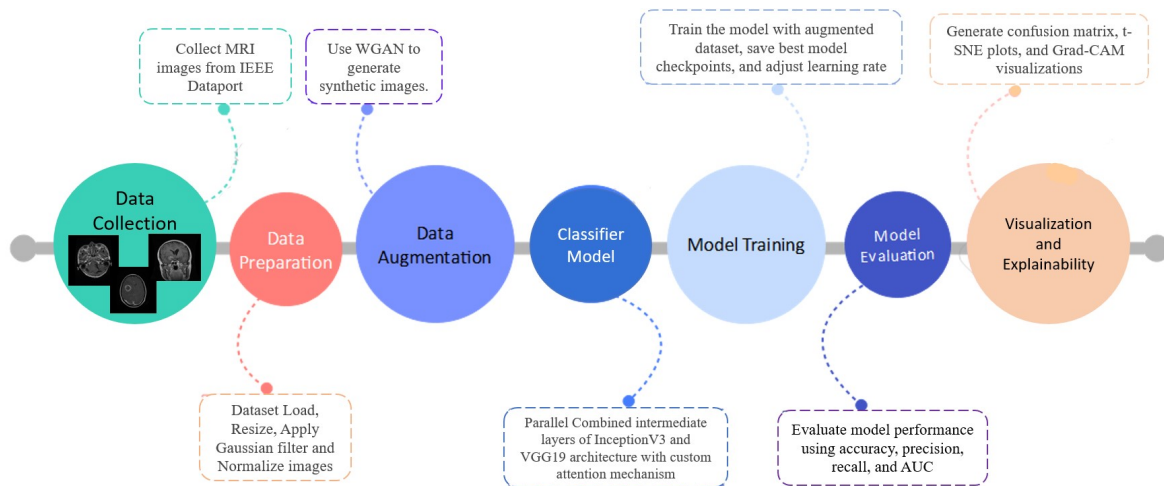 Collect MRI
images from IEEE
Dataport
Use WGAN to
generate
synthetic images.
Train the model with augmented
dataset, save best model
checkpoints, and adjust learning rate
Generate confusion matrix, t-
SNE plots, and Grad-CAM
visualizations
Data
Collection
Data
Preparation
Data
Augmentation
Classifier
Model
Model Training
Model
Evaluation
Visualization
and
Explainability
Dataset Load,
Resize, Apply
Gaussian filter and
Normalize images
Parallel Combined intermediate
layers of InceptionV3 and
VGG19 architecture with custom
attention mechanism
Evaluate model performance
using accuracy, precision,
recall, and AUC